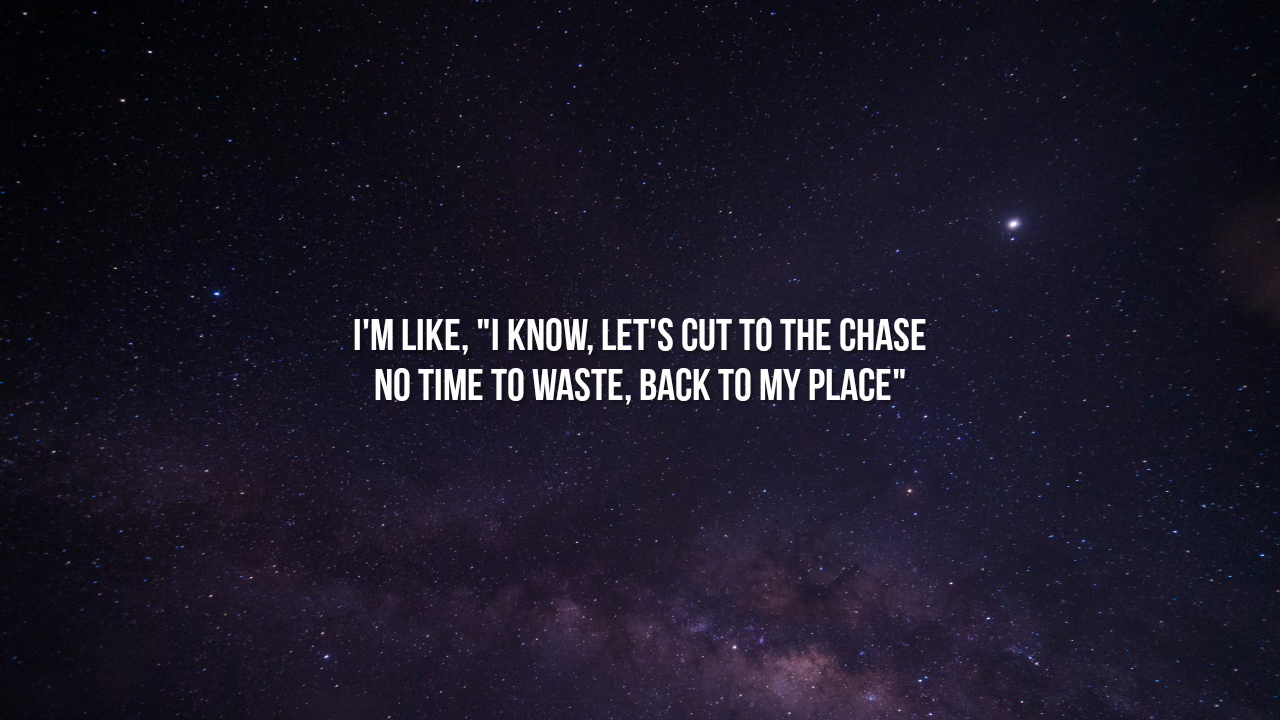 I'M LIKE, "I KNOW, LET'S CUT TO THE CHASE
NO TIME TO WASTE, BACK TO MY PLACE"